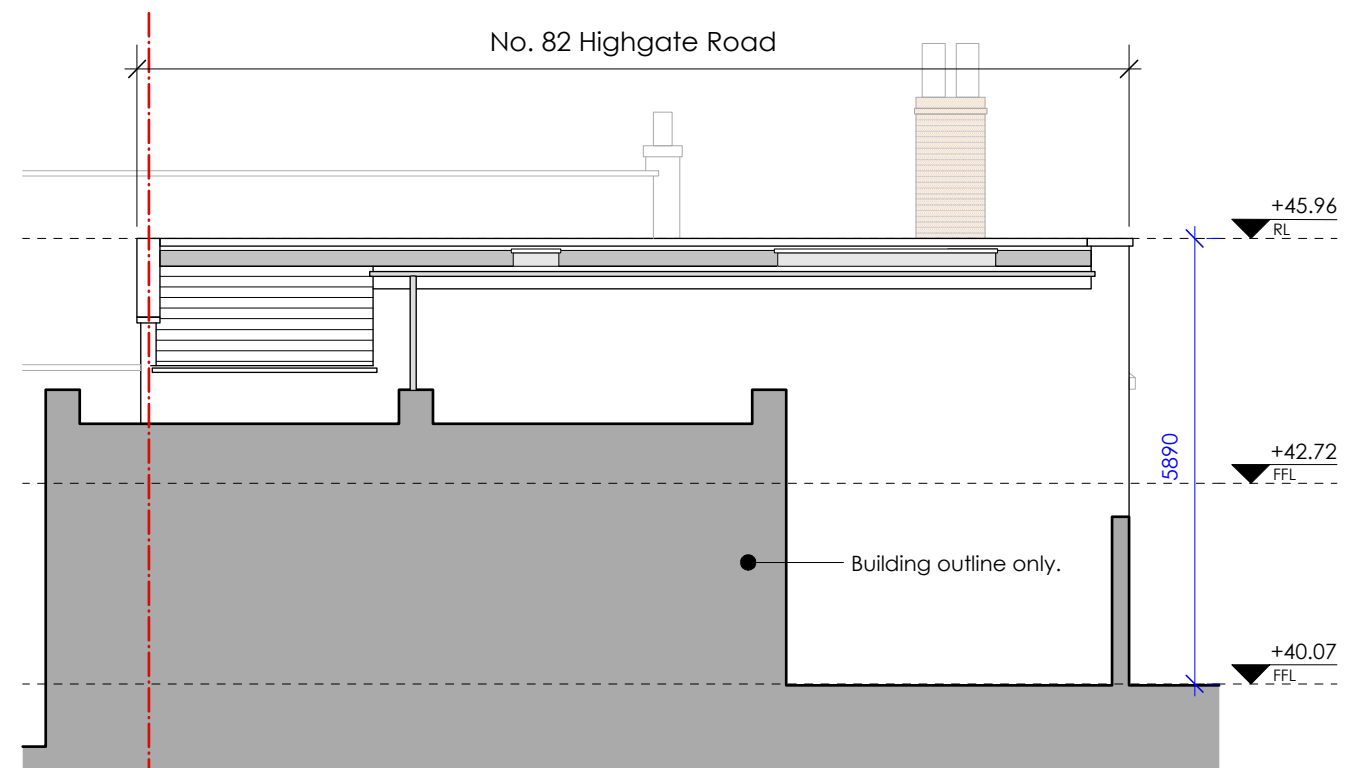 No. 82 Highgate Road
+45.96
RL
+42.72
FFL
5890
Building outline only.
+40.07
FFL